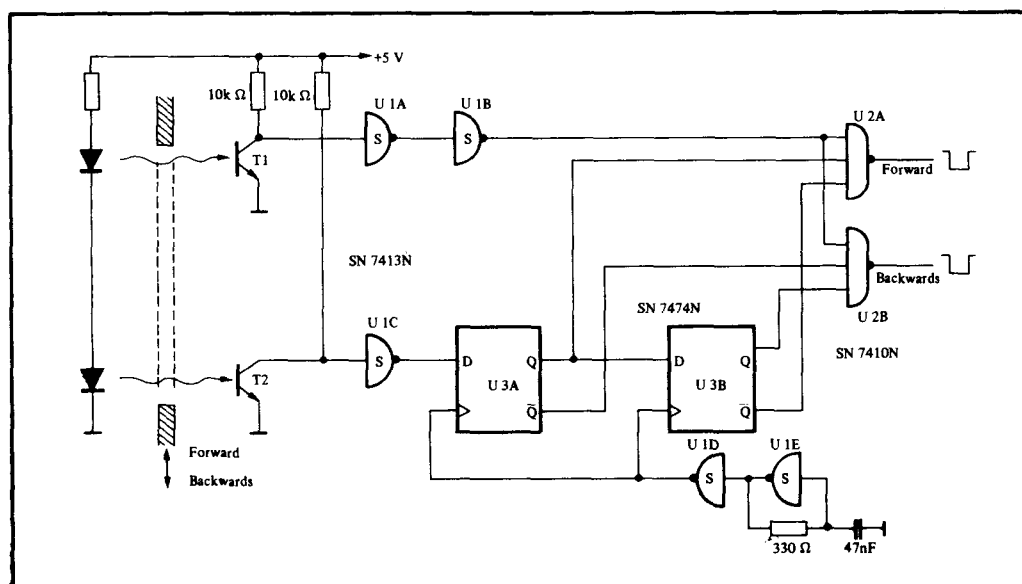 +5 V
10k Ω
10k Ω
U 1A
U 1B
U 2A
S
S
T1
Forward
SN 7413N
Backwards
U 1C
SN 7474N
U 2B
S
D
Q
D
Q
SN 7410N
T2
U 3A
U 3B
Q̅
Q̅
U 1D
U 1E
Forward
S
S
Backwards
330 Ω
47nF